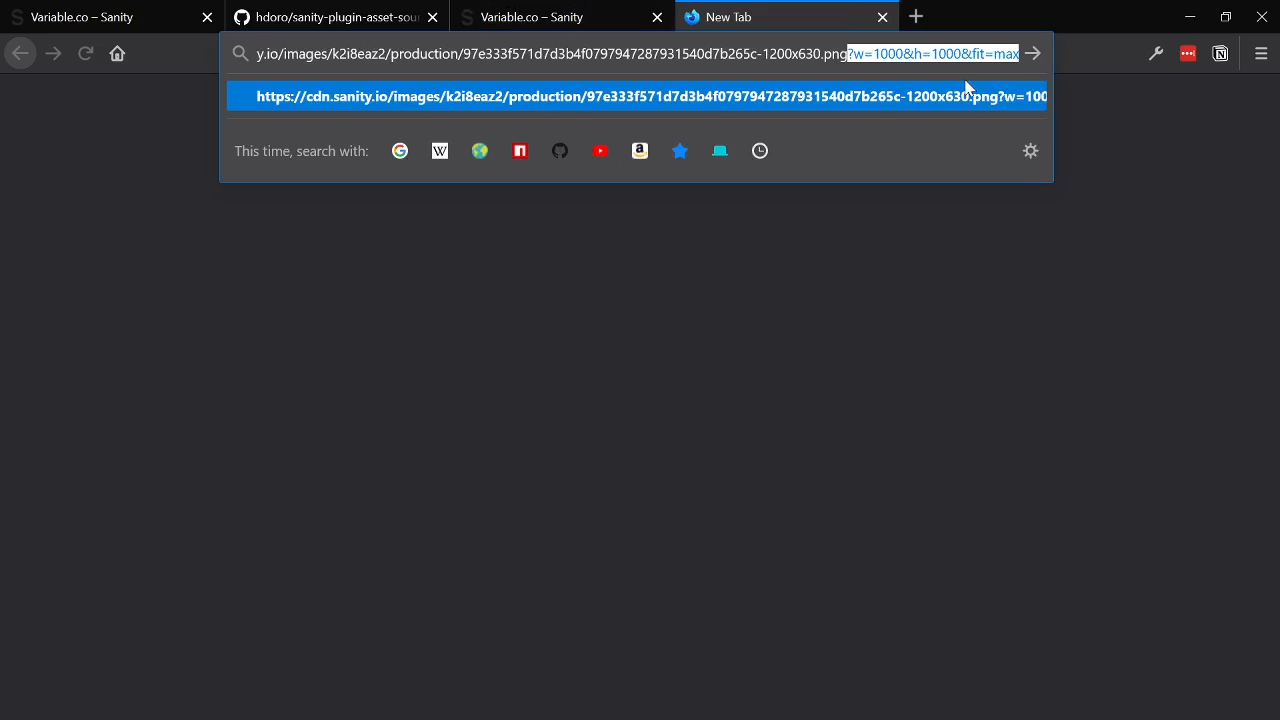 Variable.co – Sanity
hdoro/sanity-plugin-asset-sou
Variable.co – Sanity
New Tab
y.io/images/k2i8eaz2/production/97e333f571d7d3b4f0797947287931540d7b265c-1200x630.png?w=1000&h=1000&fit=max
https://cdn.sanity.io/images/k2i8eaz2/production/97e333f571d7d3b4f0797947287931540d7b265c-1200x630.png?w=100
This time, search with: